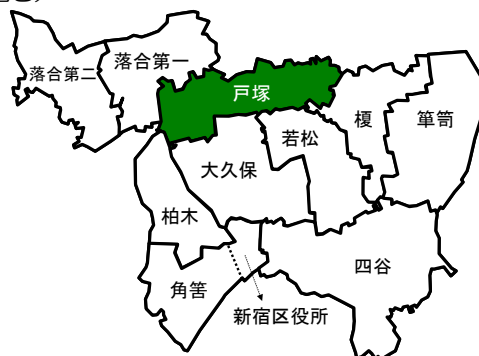 落合第二
落合第一
戸塚
榎
箪笥
若松
大久保
柏木
四谷
角筈
新宿区役所